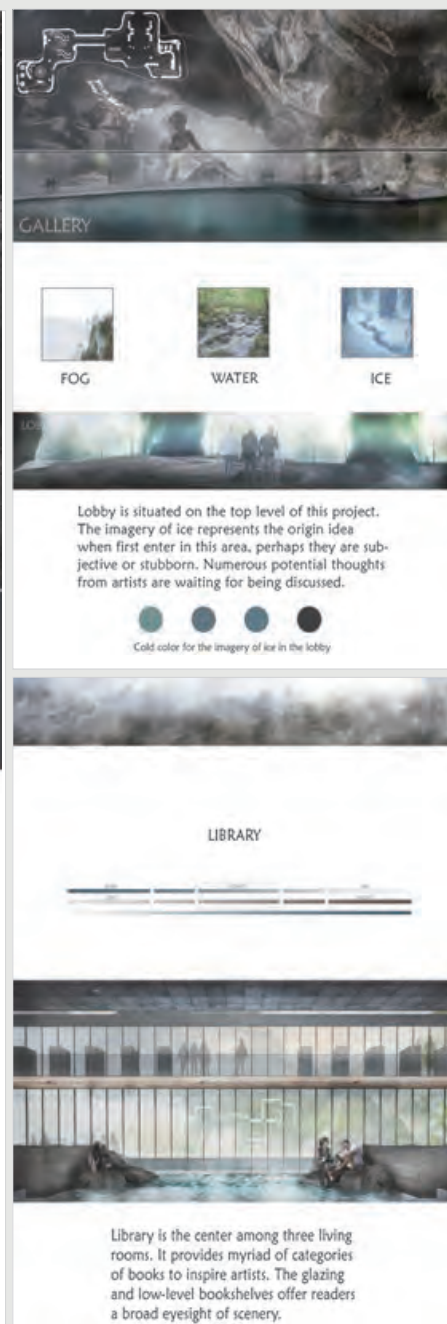 GALLERY
FOG
WATER
ICE
Lobby is situated on the top level of this project.
The imagery of ice represents the origin idea
when first enter in this area, perhaps they are sub-
jective or stubborn. Numerous potential thoughts
from artists are waiting for being discussed.
Cold color for the imagery of ice in the lobby
LIBRARY
Library is the center among three living
rooms. It provides myriad of categories
of books to inspire artists. The glazing
and low-level bookshelves offer readers
a broad eyesight of scenery.